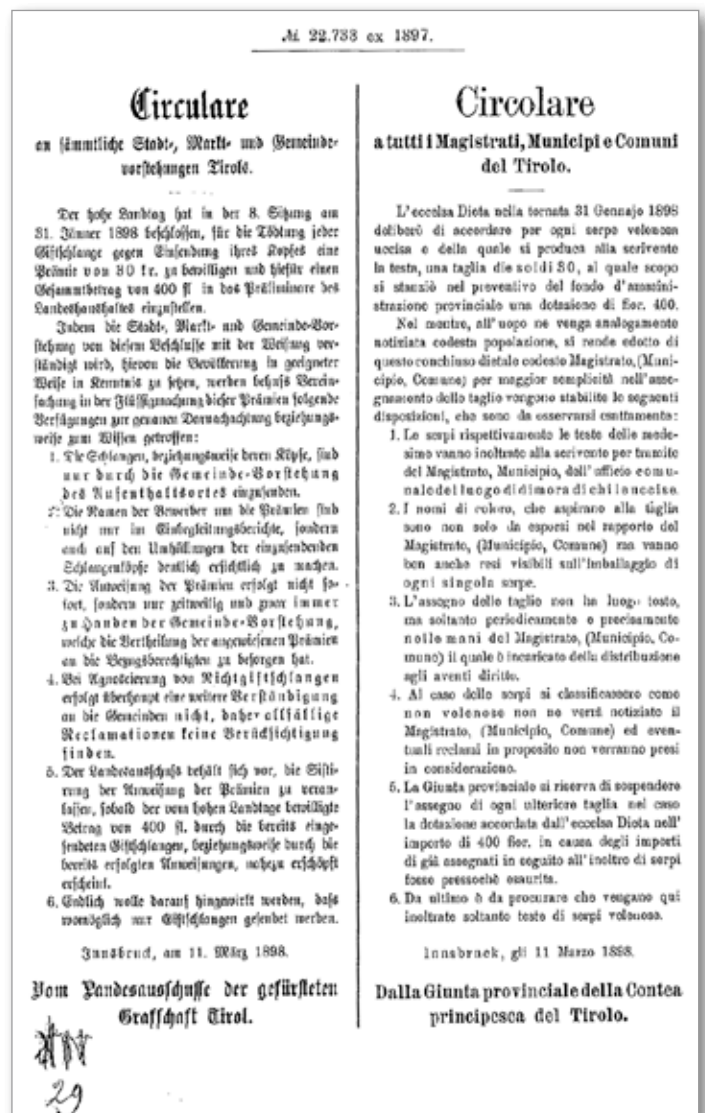 № 22.733 ex 1897.
Circulare
an sämmtliche Stadt-, Markt- und Gemeinde-
vorstehungen Tirols.
Der hohe Landtag hat in der 8. Sitzung am
31. Jänner 1898 beschlossen, für die Tödtung jeder
Giftschlange gegen Einsendung ihres Kopfes eine
Prämie von 80 kr. zu bewilligen und hiefür einen
Gesammtbetrag von 400 fl in das Präliminare des
Landeshaushaltes einzustellen.
Indem die Stadt-, Markt- und Gemeinde-Vor-
stehung von diesem Beschlusse mit der Weisung ver-
ständigt wird, hievon die Bevölkerung in geeigneter
Weise in Kenntnis zu setzen, werden behufs Verein-
fachung in der Flüssigmachung dieser Prämien folgende
Verfügungen zur genauen Darnachachtung beziehungs-
weise zum Wissen getroffen:
1. Die Schlangen, beziehungsweise deren Köpfe, sind
nur durch die Gemeinde-Vorstehung
des Aufenthaltsortes einzusenden.
2. Die Namen der Bewerber um die Prämien sind
nicht nur im Einbegleitungsberichte, sondern
auch auf den Umhüllungen der einzusendenden
Schlangenköpfe deutlich ersichtlich zu machen.
3. Die Anweisung der Prämien erfolgt nicht so-
fort, sondern nur zeitweilig und zwar immer
zu Handen der Gemeinde-Vorstehung,
welche die Vertheilung der angewiesenen Prämien
an die Bezugsberechtigten zu besorgen hat.
4. Bei Agnoscierung von Nichtgiftschlangen
erfolgt überhaupt eine weitere Verständigung
an die Gemeinden nicht, daher allfällige
Reclamationen keine Berücksichtigung
finden.
5. Der Landesausschuß behält sich vor, die Sisti-
rung der Anweisung der Prämien zu veran-
lassen, sobald der vom hohen Landtage bewilligte
Betrag von 400 fl. durch die bereits einge-
sendeten Giftschlangen, beziehungsweise durch die
bereits erfolgten Anweisungen, nahezu erschöpft
erscheint.
6. Endlich wolle darauf hingewirkt werden, dass
womöglich nur Giftschlangen gesendet werden.
Innsbruck, am 11. März 1898.
Vom Landesausschusse der gefürsteten
Grafschaft Tirol.
29
Circolare
a tutti i Magistrati, Municipi e Comuni
del Tirolo.
L'eccelsa Dieta nella tornata 31 Gennajo 1898
deliberò di accordare per ogni serpe velenosa
uccisa e della quale si produca alla scrivente
la testa, una taglia die soldi 80, al quale scopo
si stanziò nel preventivo del fondo d'ammini-
strazione provinciale una dotazione di fior. 400.
Nel mentre, all'uopo ne venga analogamente
notiziata codesta popolazione, si rende edotto di
questo conchiuso dietale codesto Magistrato, (Muni-
cipio, Comune) per maggior semplicità nell'asse-
gnamento delle taglie vengono stabilite le seguenti
disposizioni, che sono da osservarsi esattamente:
1. Le serpi rispettivamente le teste delle mede-
sime vanno inoltrate alla scrivente per tramite
del Magistrato, Municipio, dell' ufficio comu-
nale del luogo di dimora di chi le uccise.
2. I nomi di coloro, che aspirano alla taglia
sono non solo da esporsi nel rapporto del
Magistrato, (Municipio, Comune) ma vanno
ben anche resi visibili sull'imballaggio di
ogni singola serpe.
3. L'assegno delle taglie non ha luogo tosto,
ma soltanto periodicamente e precisamente
nelle mani del Magistrato, (Municipio, Co-
mune) il quale è incaricato della distribuzione
agli aventi diritto.
4. Al caso delle serpi si classificassero come
non velenose non ne verrà notiziato il
Magistrato, (Municipio, Comune) ed even-
tuali reclami in proposito non verranno presi
in considerazione.
5. La Giunta provinciale si riserva di sospendere
l'assegno di ogni ulteriore taglia nel caso
la dotazione accordata dall' eccelsa Dieta nell'
importo di 400 fior. in causa degli importi
di già assegnati in seguito all'inoltro di serpi
fosse pressochè esaurita.
6. Da ultimo è da procurare che vengano qui
inoltrate soltanto teste di serpi velenose.
Innsbruck, gli 11 Marzo 1898.
Dalla Giunta provinciale della Contea
principesca del Tirolo.